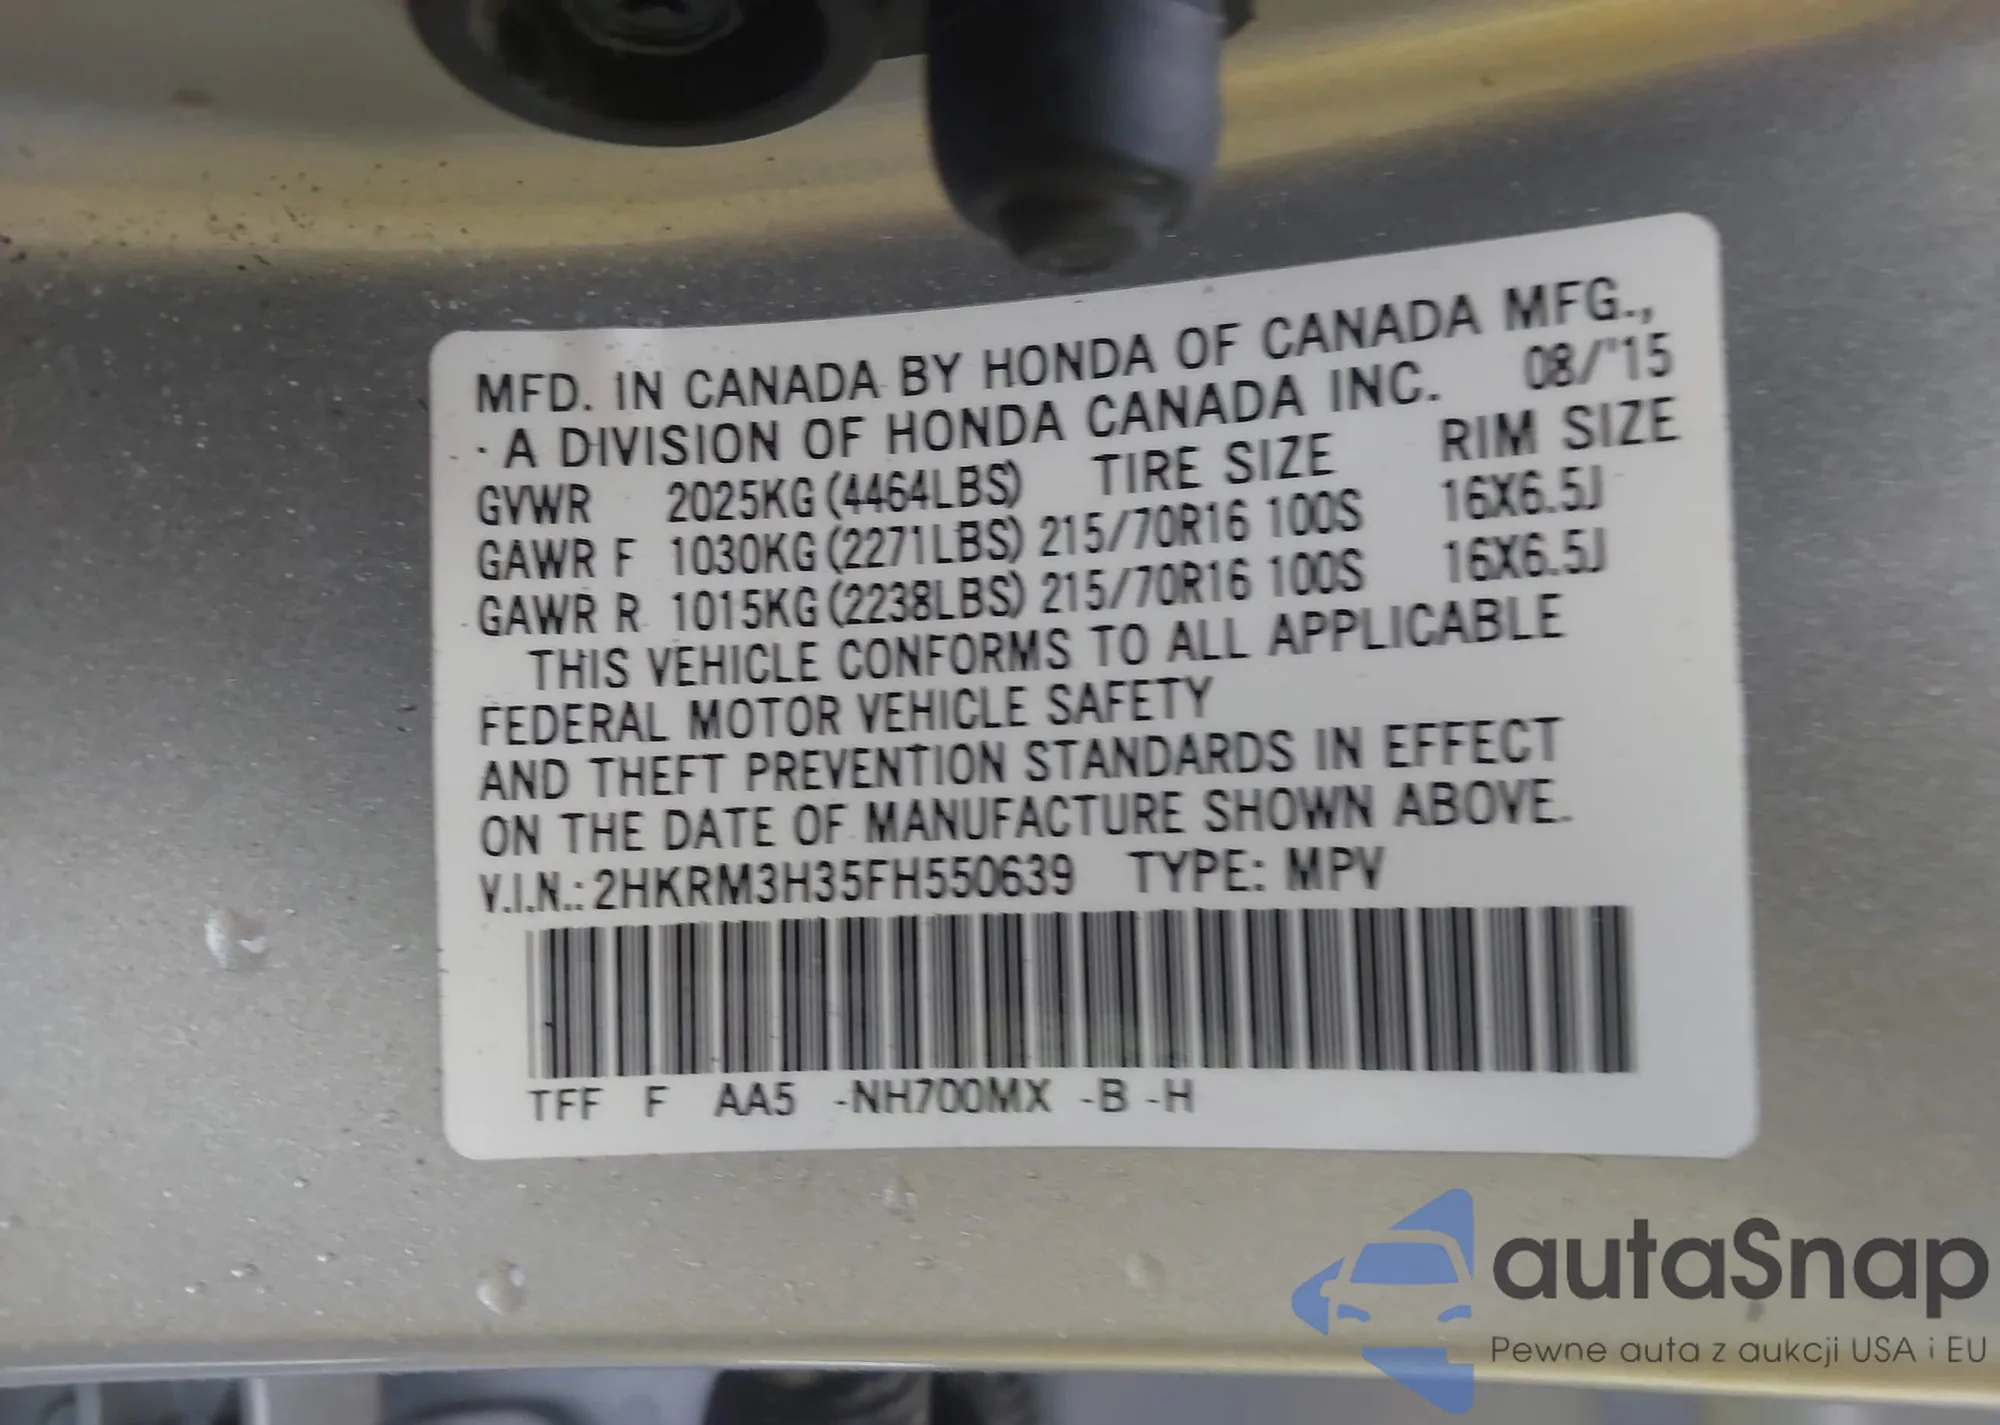 MFD. IN CANADA BY HONDA OF CANADA MFG.,
A DIVISION OF HONDA CANADA INC. 08/'15
GVWR 2025KG (4464LBS) TIRE SIZE RIM SIZE
GAWR F 1030KG (2271LBS) 215/70R16 100S 16X6.5J
GAWR R 1015KG (2238LBS) 215/70R16 100S 16X6.5J
THIS VEHICLE CONFORMS TO ALL APPLICABLE
FEDERAL MOTOR VEHICLE SAFETY
AND THEFT PREVENTION STANDARDS IN EFFECT
ON THE DATE OF MANUFACTURE SHOWN ABOVE.
V.I.N.: 2HKRM3H35FH550639 TYPE: MPV
TFF F AA5 -NH700MX -B -H
autaSnap
Pewne auta z aukcji USA i EU